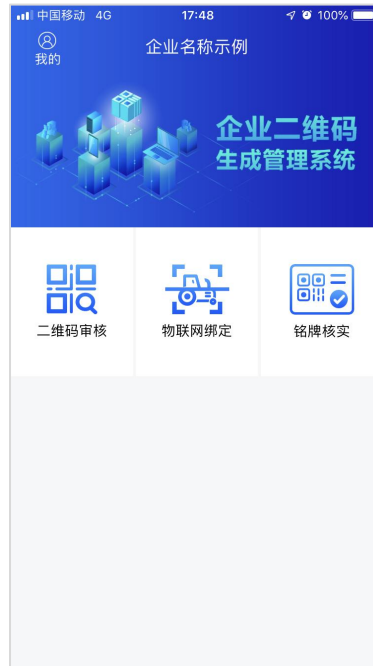 中国移动 4G 17:48 100%
我的
企业名称示例
企业二维码
生成管理系统
二维码审核 物联网绑定 铭牌核实